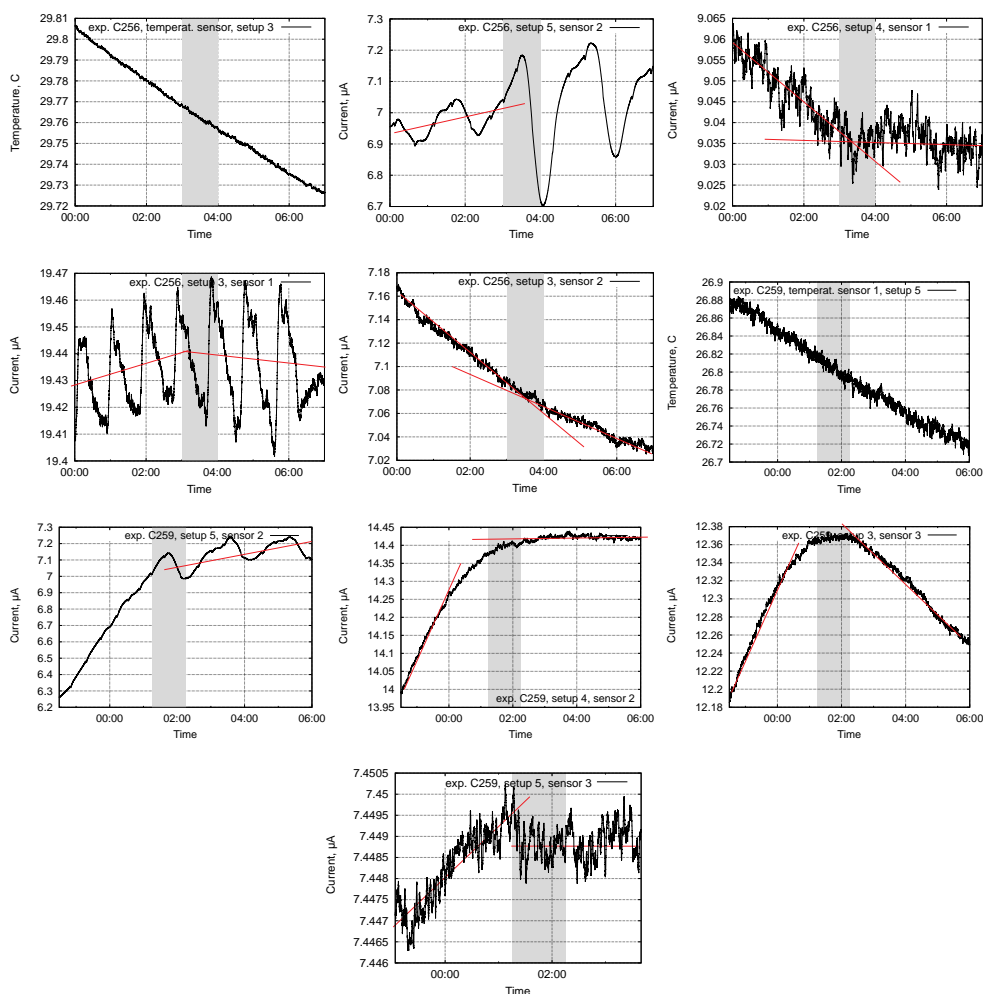 29.81
29.8
29.79
29.78
29.77
29.76
29.75
29.74
29.73
29.72
Temperature, C
exp. C256, temperat. sensor, setup 3
00:00 02:00 04:00 06:00
Time
7.3
7.2
7.1
7
6.9
6.8
6.7
Current, µA
exp. C256, setup 5, sensor 2
00:00 02:00 04:00 06:00
Time
9.065
9.06
9.05
9.046
9.04
9.035
9.03
9.025
9.02
Current, µA
exp. C256, setup 4, sensor 1
00:00 02:00 04:00 06:00
Time
19.47
19.46
19.45
19.44
19.43
19.42
19.41
19.4
Current, µA
exp. C256, setup 3, sensor 1
00:00 02:00 04:00 06:00
Time
7.18
7.16
7.14
7.12
7.1
7.08
7.06
7.04
7.02
Current, µA
exp. C256, setup 3, sensor 2
00:00 02:00 04:00 06:00
Time
26.9
26.88
26.86
26.84
26.82
26.8
26.78
26.76
26.74
26.72
26.7
Temperature, C
exp. C259, temperat. sensor 1, setup 5
00:00 02:00 04:00 06:00
Time
7.3
7.2
7.1
7
6.9
6.8
6.7
6.6
6.5
6.4
6.3
6.2
Current, µA
exp. C259, setup 5, sensor 2
00:00 02:00 04:00 06:00
Time
14.45
14.4
14.35
14.3
14.25
14.2
14.15
14.1
14.05
14
13.95
Current, µA
exp. C259, setup 4, sensor 2
00:00 02:00 04:00 06:00
Time
12.38
12.36
12.34
12.32
12.3
12.28
12.26
12.24
12.22
12.2
12.18
Current, µA
exp. C259, setup 3, sensor 3
00:00 02:00 04:00 06:00
Time
7.4505
7.45
7.4495
7.449
7.4485
7.448
7.4475
7.447
7.4465
7.446
Current, µA
exp. C259, setup 5, sensor 3
00:00 02:00
Time